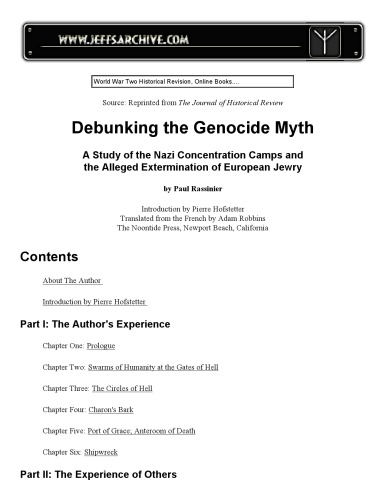 WWW.JEFFSARCHIVE.COM
World War Two Historical Revision, Online Books....
Source: Reprinted from The Journal of Historical Review
Debunking the Genocide Myth
A Study of the Nazi Concentration Camps and
the Alleged Extermination of European Jewry
by Paul Rassinier
Introduction by Pierre Hofstetter
Translated from the French by Adam Robbins
The Noontide Press, Newport Beach, California
Contents
About The Author
Introduction by Pierre Hofstetter
Part I: The Author's Experience
Chapter One: Prologue
Chapter Two: Swarms of Humanity at the Gates of Hell
Chapter Three: The Circles of Hell
Chapter Four: Charon's Bark
Chapter Five: Port of Grace, Anteroom of Death
Chapter Six: Shipwreck
Part II: The Experience of Others